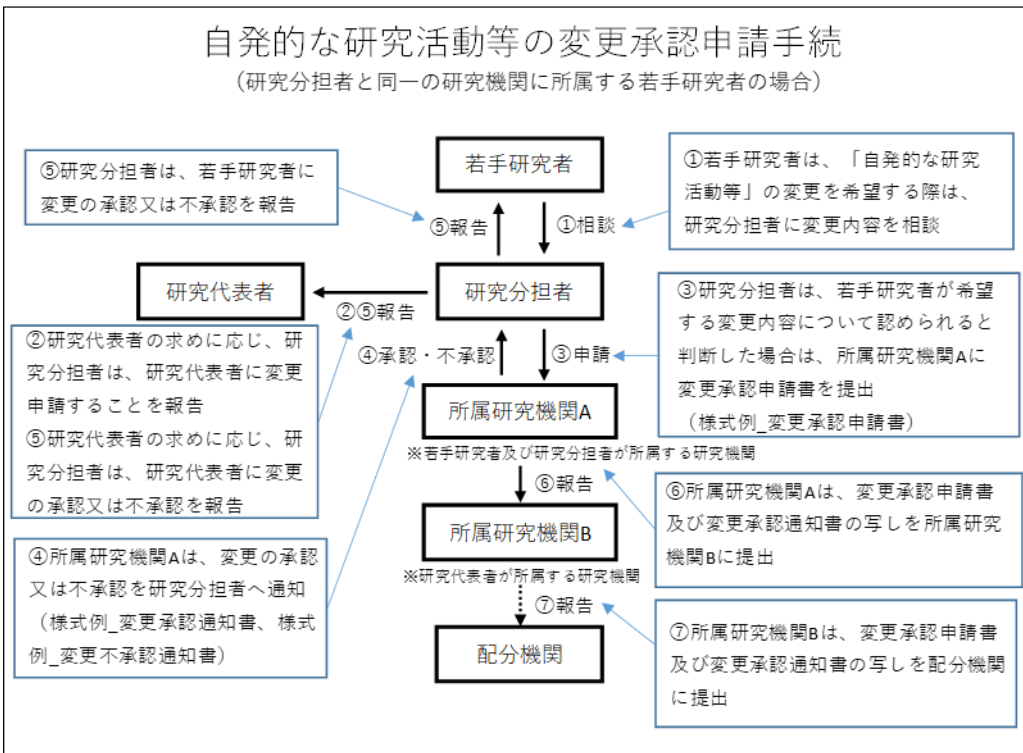 自発的な研究活動等の変更承認申請手続
(研究分担者と同一の研究機関に所属する若手研究者の場合)
若手研究者
⑤研究分担者は、若手研究者に
変更の承認又は不承認を報告
①若手研究者は、「自発的な研究
活動等」の変更を希望する際は、
研究分担者に変更内容を相談
⑤報告
①相談
研究代表者
研究分担者
②⑤報告
③研究分担者は、若手研究者が希望
する変更内容について認められると
判断した場合は、所属研究機関Aに
変更承認申請書を提出
(様式例_変更承認申請書)
②研究代表者の求めに応じ、研
究分担者は、研究代表者に変更
申請することを報告
⑤研究代表者の求めに応じ、研
究分担者は、研究代表者に変更
の承認又は不承認を報告
④承認・不承認
③申請
所属研究機関A
※若手研究者及び研究分担者が所属する研究機関
⑥報告
⑥所属研究機関Aは、変更承認申請書
及び変更承認通知書の写しを所属研究
機関Bに提出
所属研究機関B
※研究代表者が所属する研究機関
④所属研究機関Aは、変更の承認
又は不承認を研究分担者へ通知
(様式例_変更承認通知書、様式
例_変更不承認通知書)
⑦報告
⑦所属研究機関Bは、変更承認申請書
及び変更承認通知書の写しを配分機関
に提出
配分機関